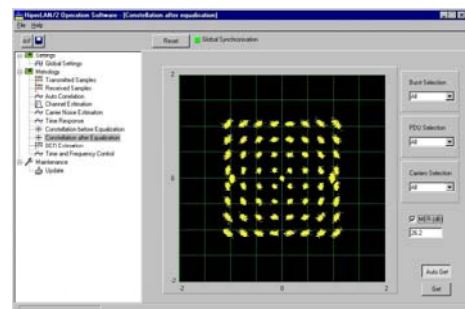 HiperLAN/2 Operation Software - [Constellation after equalisation]
File Help
Reset
Global Synchronisation
Settings
Global Settings
Metrology
Transmitted Samples
Received Samples
Auto Correlation
Channel Estimation
Carrier Noise Estimation
Time Response
Constellation before Equalization
Constellation after Equalization
Estimation
Time and Frequency Control
Maintenance
Update
2
0
-2
-2
0
2
Burst Selection
All
PDU Selection
All
Carriers Selection
All
MER (dB)
26.2
Auto Get
Get